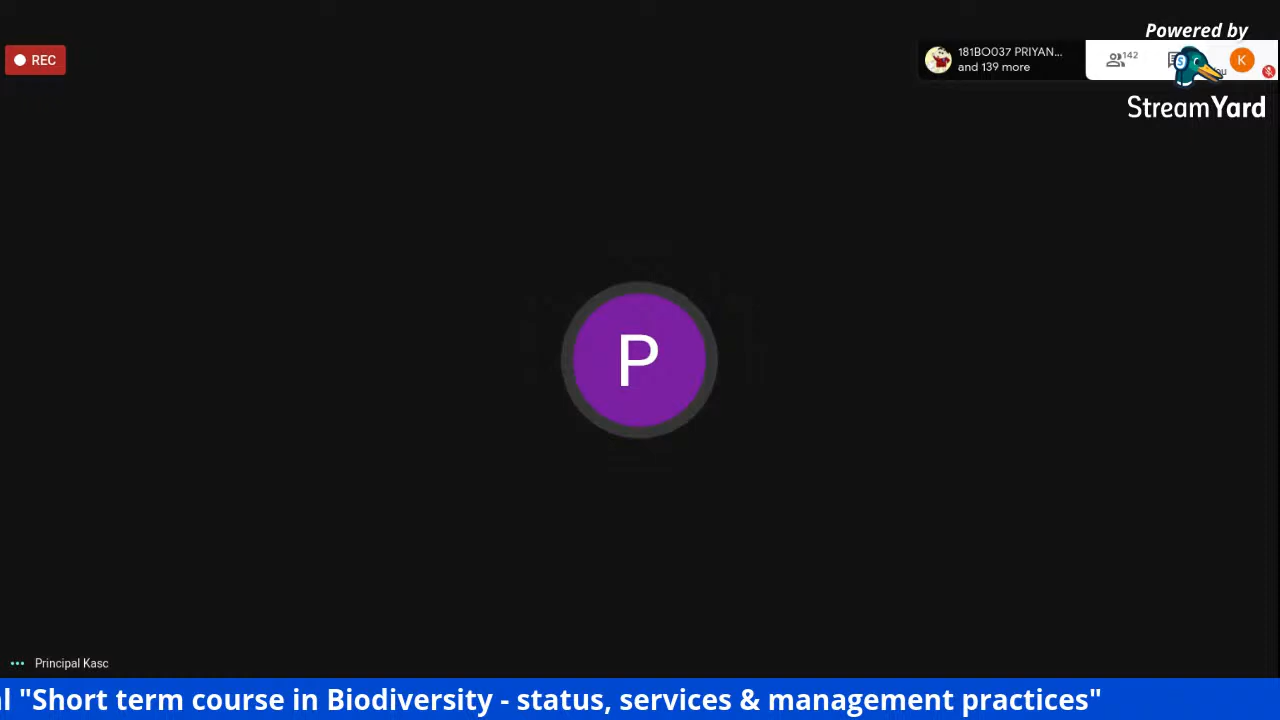 Powered by
REC
181BO037 PRIYAN...
and 139 more
142
K
StreamYard
P
Principal Kasc
"Short term course in Biodiversity - status, services & management practices"